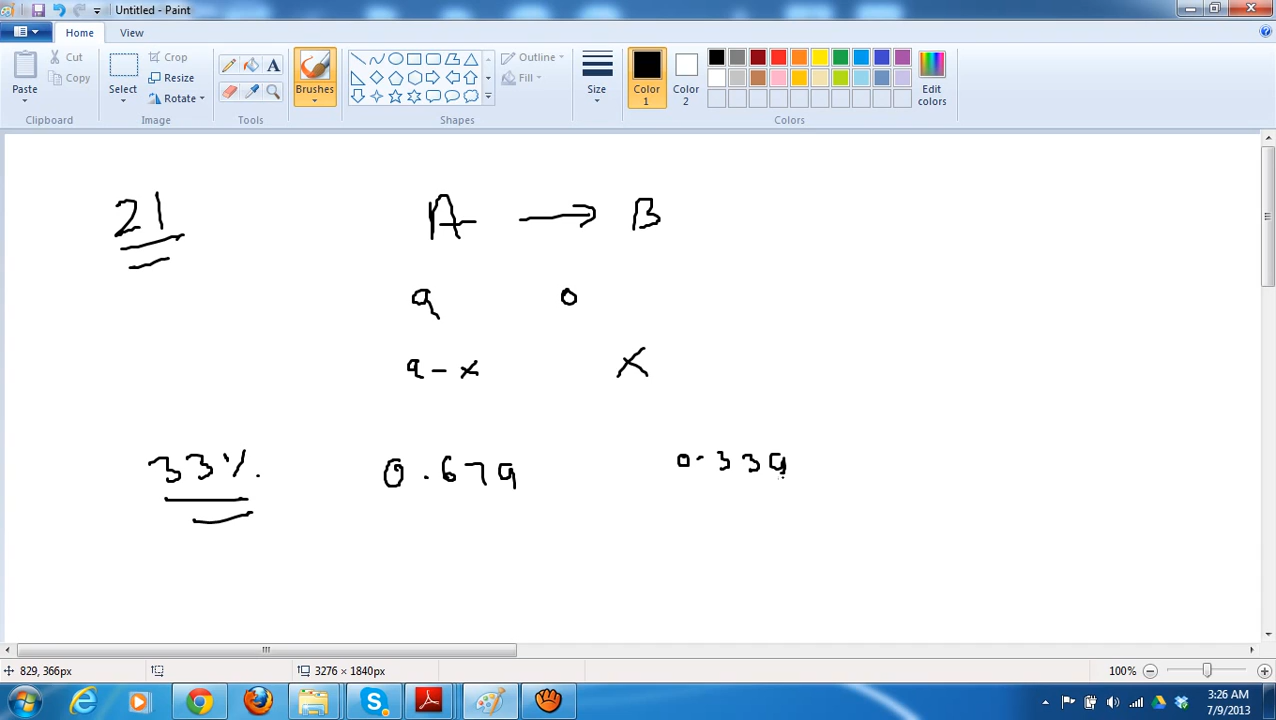 Untitled - Paint
Home View
Paste Cut Copy Select Crop Resize Rotate Brushes Outline Fill Size Color 1 Color 2 Edit colors
Clipboard Image Tools Shapes Colors
21 A → B
a 0
a - x x
33% 0.67a 0.33a
829, 366px 3276 × 1840px 100%
3:26 AM
7/9/2013